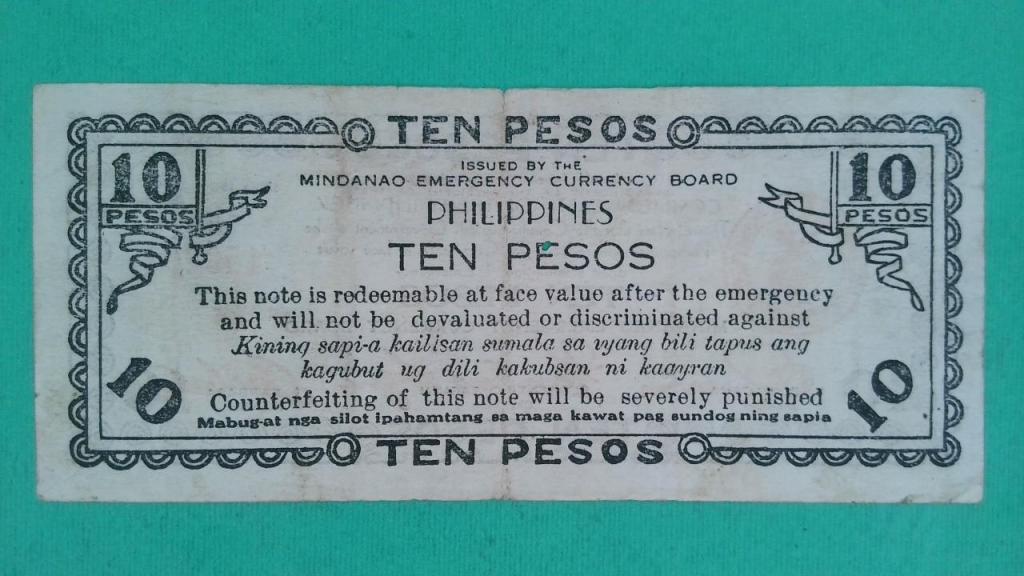 TEN PESOS
10 PESOS
10 PESOS
ISSUED BY THE
MINDANAO EMERGENCY CURRENCY BOARD
PHILIPPINES
TEN PESOS
This note is redeemable at face value after the emergency
and will not be devaluated or discriminated against
Kining sapi-a kailisan sumala sa iyang bili tapus ang
kagubut ug dili kakubsan ni kaayran
10
10
Counterfeiting of this note will be severely punished
Mabug-at nga silot ipahamtang sa maga kawat pag sundog ning sapia
TEN PESOS